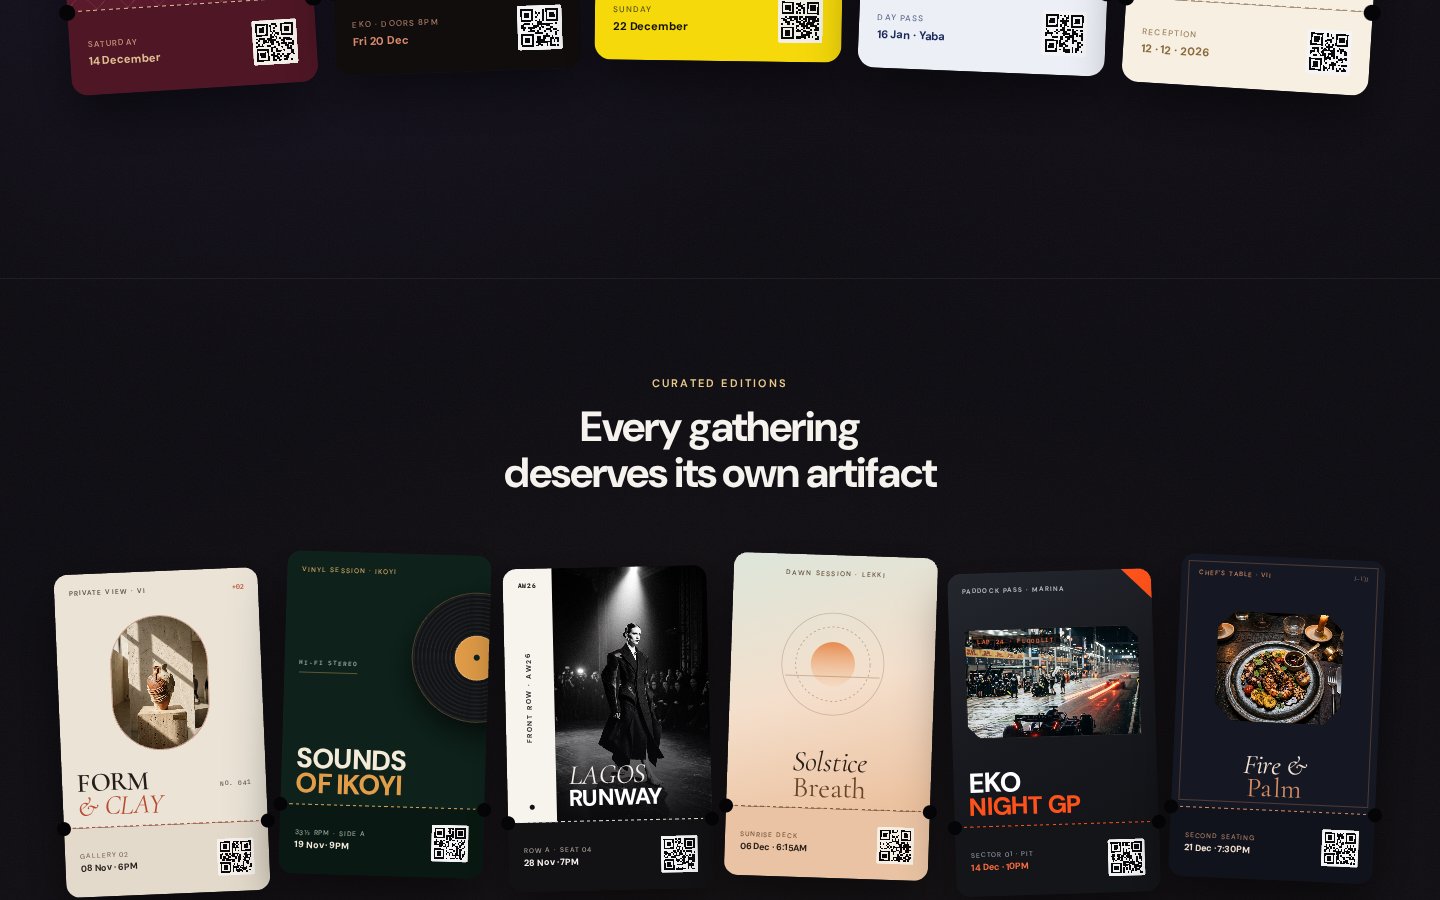 SATURDAY
14 December
EKO · DOORS 8PM
Fri 20 Dec
SUNDAY
22 December
DAY PASS
16 Jan · Yaba
RECEPTION
12 · 12 · 2026
CURATED EDITIONS
Every gathering
deserves its own artifact
PRIVATE VIEW · VI
FORM
& CLAY
NO. 041
GALLERY 02
08 Nov · 6PM
VINYL SESSION · IKOYI
HI-FI STEREO
SOUNDS
OF IKOYI
33⅓ RPM · SIDE A
19 Nov · 9PM
AW26
FRONT ROW · AW26
LAGOS
RUNWAY
ROW A · SEAT 04
28 Nov · 7PM
DAWN SESSION · LEKKI
Solstice
Breath
SUNRISE DECK
06 Dec · 6:15AM
PADDOCK PASS · MARINA
LAP 24 · FLOODLIT
EKO
NIGHT GP
SECTOR 01 · PIT
14 Dec · 10PM
CHEF'S TABLE · VII
Fire &
Palm
SECOND SEATING
21 Dec · 7:30PM